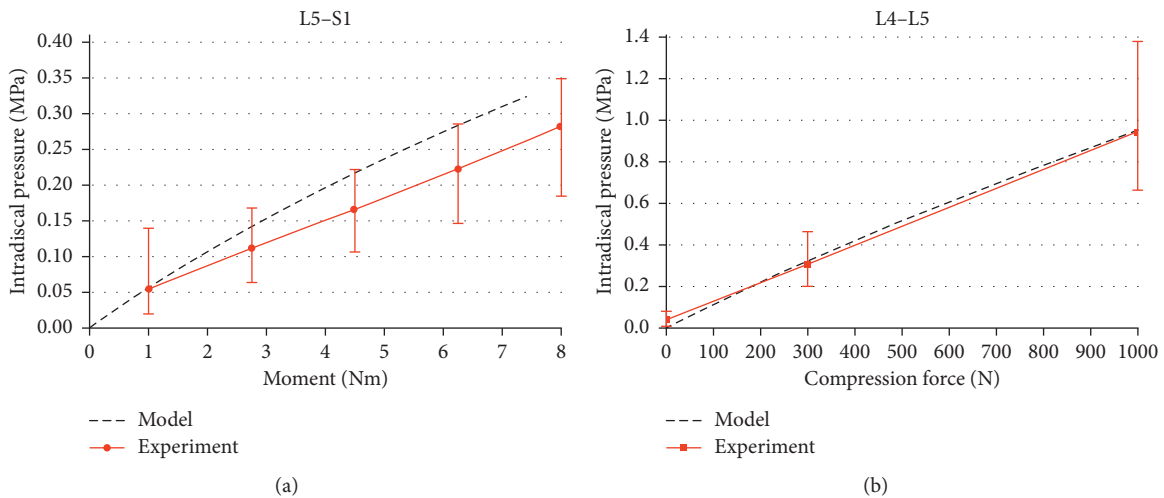 L5–S1
Intradiscal pressure (MPa)
0.40
0.35
0.30
0.25
0.20
0.15
0.10
0.05
0.00
0 1 2 3 4 5 6 7 8
Moment (Nm)
Model
Experiment
(a)
L4–L5
Intradiscal pressure (MPa)
1.4
1.2
1.0
0.8
0.6
0.4
0.2
0.0
0 100 200 300 400 500 600 700 800 900 1000
Compression force (N)
Model
Experiment
(b)